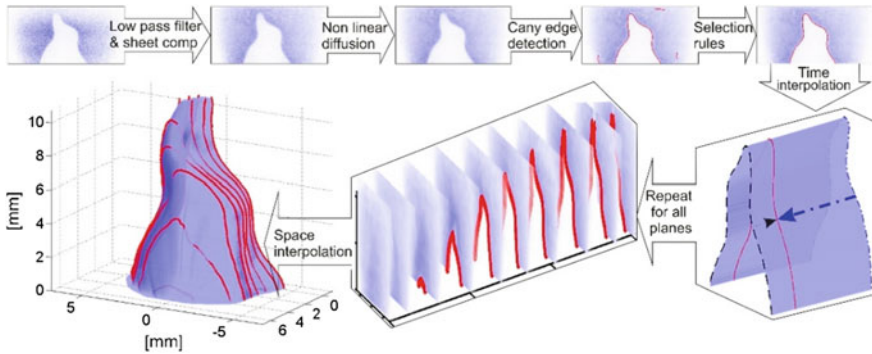 Low pass filter
& sheet comp
Non linear
diffusion
Cany edge
detection
Selection
rules
Time
interpolation
Repeat
for all
planes
Space
interpolation
10
8
6
4
2
0
[mm]
5
0
-5
[mm]
6 4 2 0